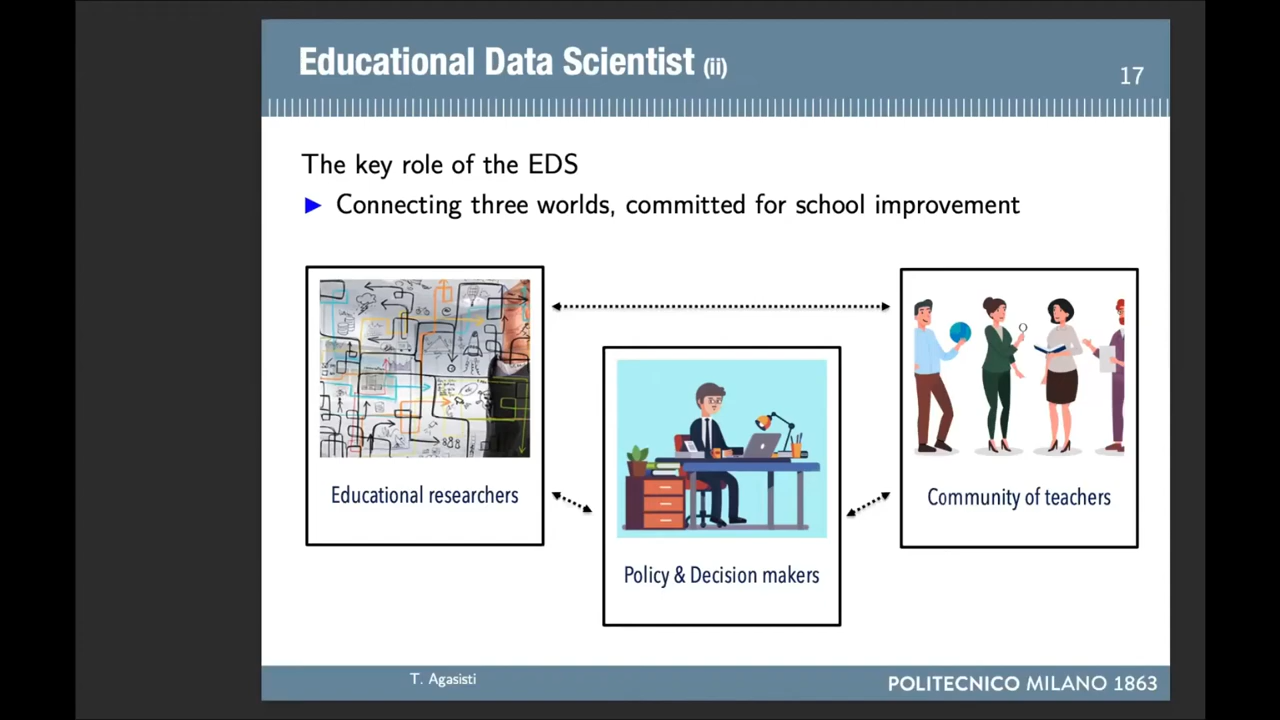 Educational Data Scientist (ii)
17
The key role of the EDS
Connecting three worlds, committed for school improvement
Educational researchers
Policy & Decision makers
Community of teachers
T. Agasisti
POLITECNICO MILANO 1863